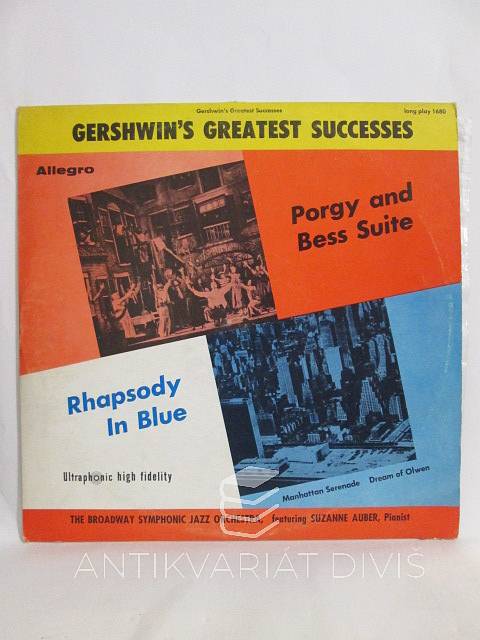 Gershwin's Greatest Successes
long play 1680
GERSHWIN'S GREATEST SUCCESSES
Allegro
Porgy and
Bess Suite
Rhapsody
In Blue
Ultraphonic high fidelity
Manhattan Serenade Dream of Olwen
THE BROADWAY SYMPHONIC JAZZ ORCHESTRA, featuring SUZANNE AUBER, Pianist
ANTIKVARIÁT DIVIŠ